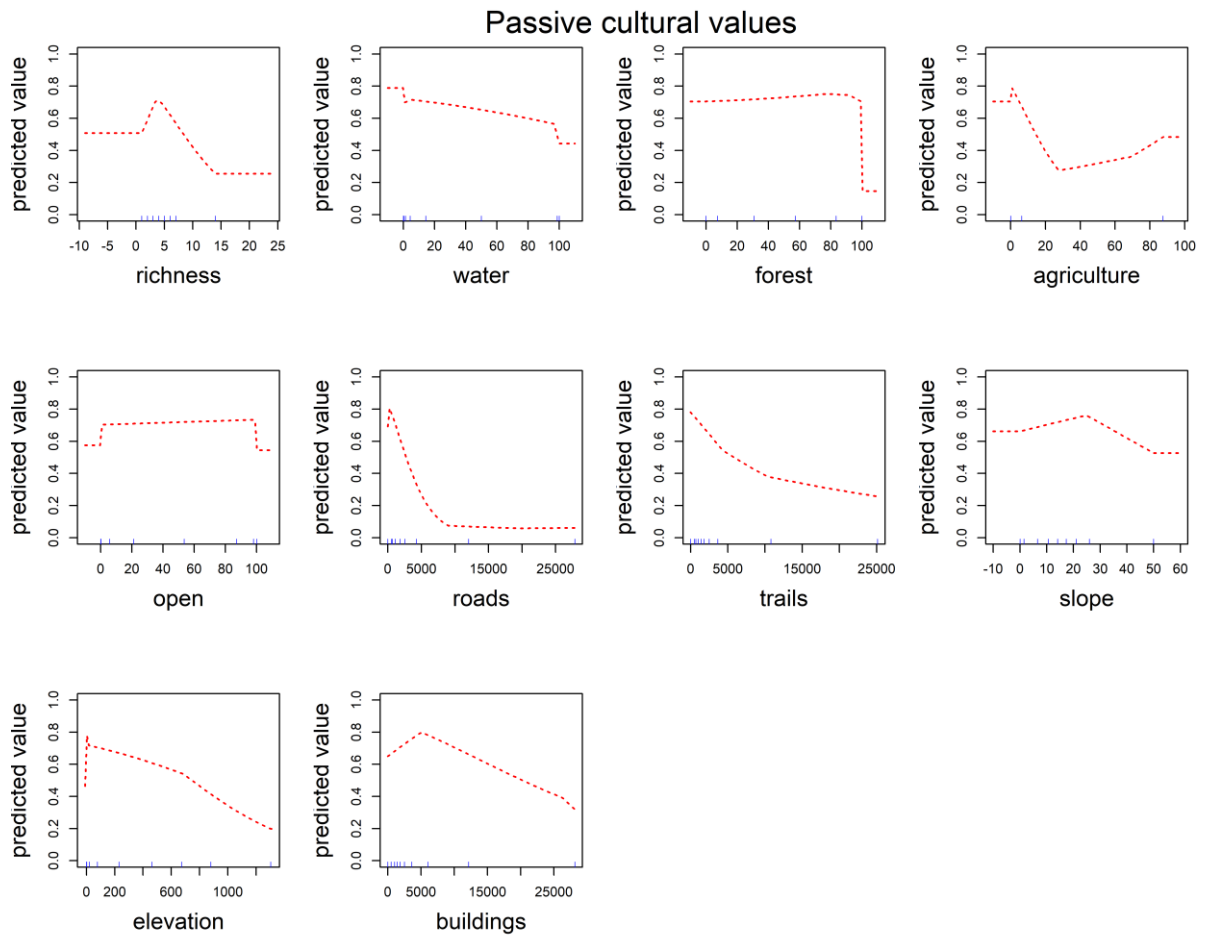 Passive cultural values
predicted value
0.0 0.2 0.4 0.6 0.8 1.0
-10 -5 0 5 10 15 20 25
richness
predicted value
0.0 0.2 0.4 0.6 0.8 1.0
0 20 40 60 80 100
water
predicted value
0.0 0.2 0.4 0.6 0.8 1.0
0 20 40 60 80 100
forest
predicted value
0.0 0.2 0.4 0.6 0.8 1.0
0 20 40 60 80 100
agriculture
predicted value
0.0 0.2 0.4 0.6 0.8 1.0
0 20 40 60 80 100
open
predicted value
0.0 0.2 0.4 0.6 0.8 1.0
0 5000 15000 25000
roads
predicted value
0.0 0.2 0.4 0.6 0.8 1.0
0 5000 15000 25000
trails
predicted value
0.0 0.2 0.4 0.6 0.8 1.0
-10 0 10 20 30 40 50 60
slope
predicted value
0.0 0.2 0.4 0.6 0.8 1.0
0 200 600 1000
elevation
predicted value
0.0 0.2 0.4 0.6 0.8 1.0
0 5000 15000 25000
buildings